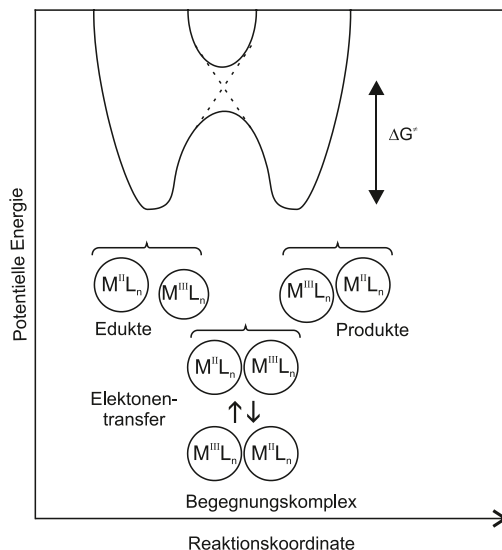 ΔG≠
Potentielle Energie
MᴵᴵLₙ MᴵᴵᴵLₙ MᴵᴵᴵLₙ MᴵᴵLₙ
Edukte Produkte
MᴵᴵLₙ MᴵᴵᴵLₙ
Elektonen-
transfer
MᴵᴵᴵLₙ MᴵᴵLₙ
Begegnungskomplex
Reaktionskoordinate